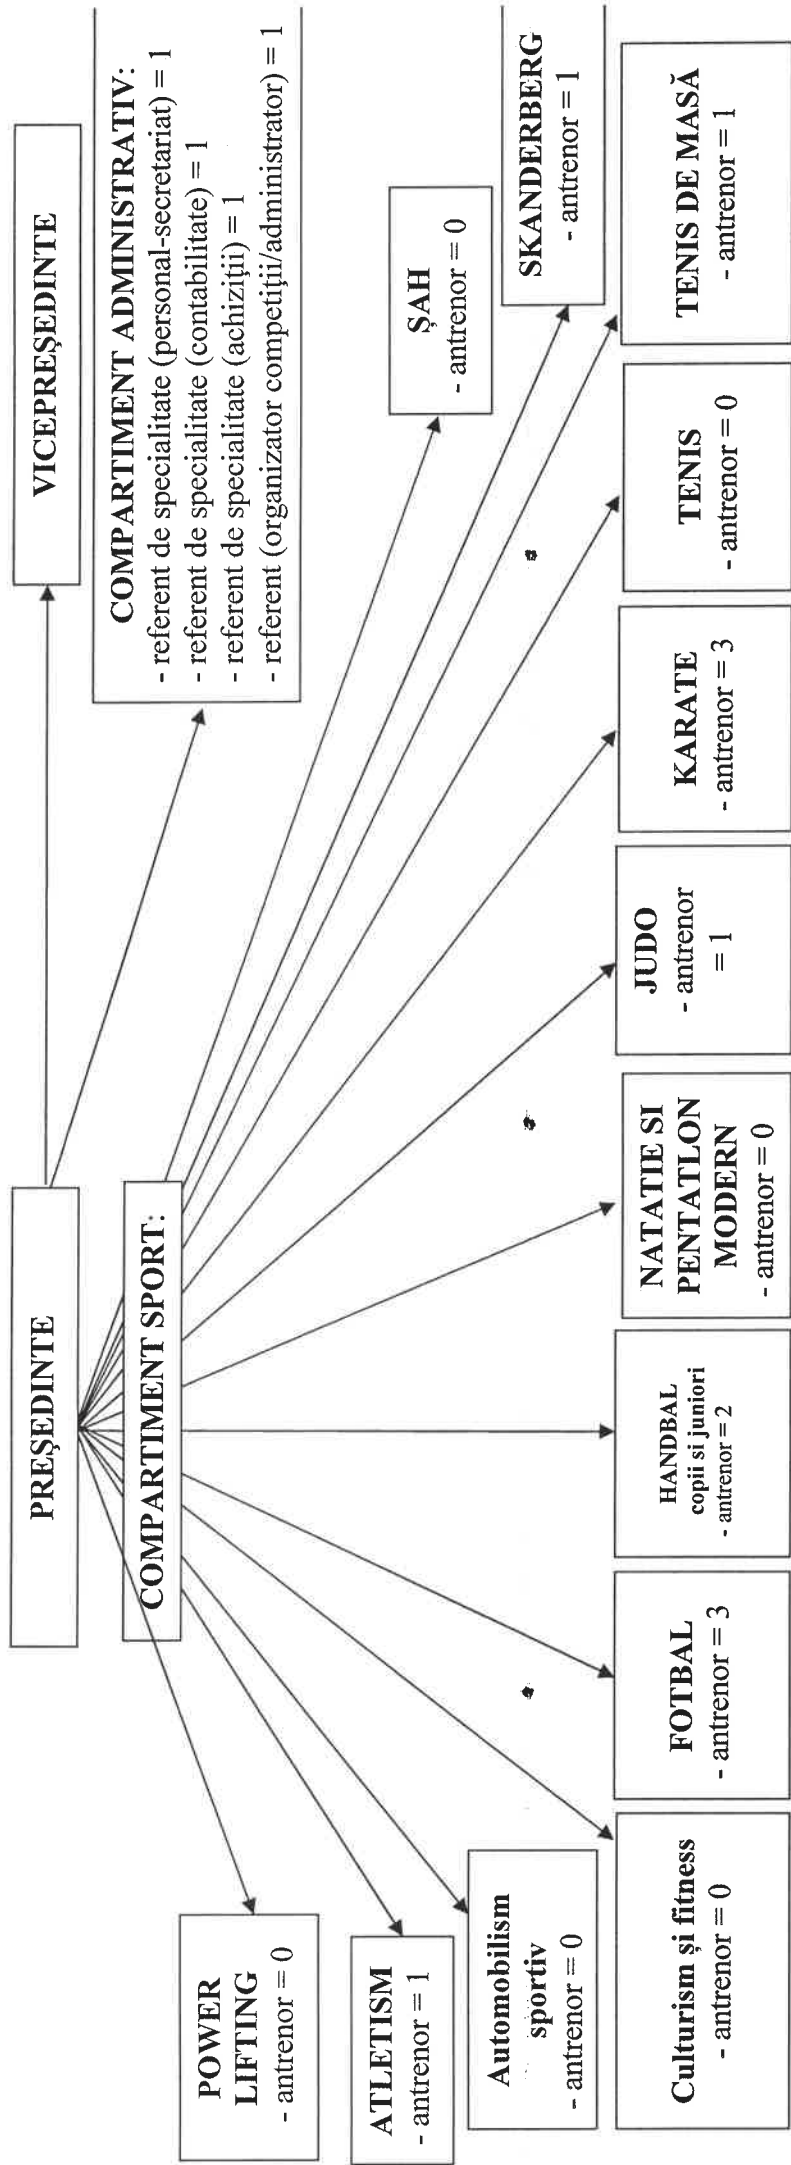 PREȘEDINTE
VICEPREȘEDINTE
COMPARTIMENT ADMINISTRATIV:
- referent de specialitate (personal-secretariat) = 1
- referent de specialitate (contabilitate) = 1
- referent de specialitate (achiziții) = 1
- referent (organizator competiții/administrator) = 1
COMPARTIMENT SPORT:
POWER
LIFTING
- antrenor = 0
ATLETISM
- antrenor = 1
Automobilism
sportiv
- antrenor = 0
Culturism și fitness
- antrenor = 0
FOTBAL
- antrenor = 3
HANDBAL
copii si juniori
- antrenor = 2
NATATIE SI
PENTATLON
MODERN
- antrenor = 0
JUDO
- antrenor
= 1
KARATE
- antrenor = 3
TENIS
- antrenor = 0
TENIS DE MASĂ
- antrenor = 1
SKANDERBERG
- antrenor = 1
ȘAH
- antrenor = 0